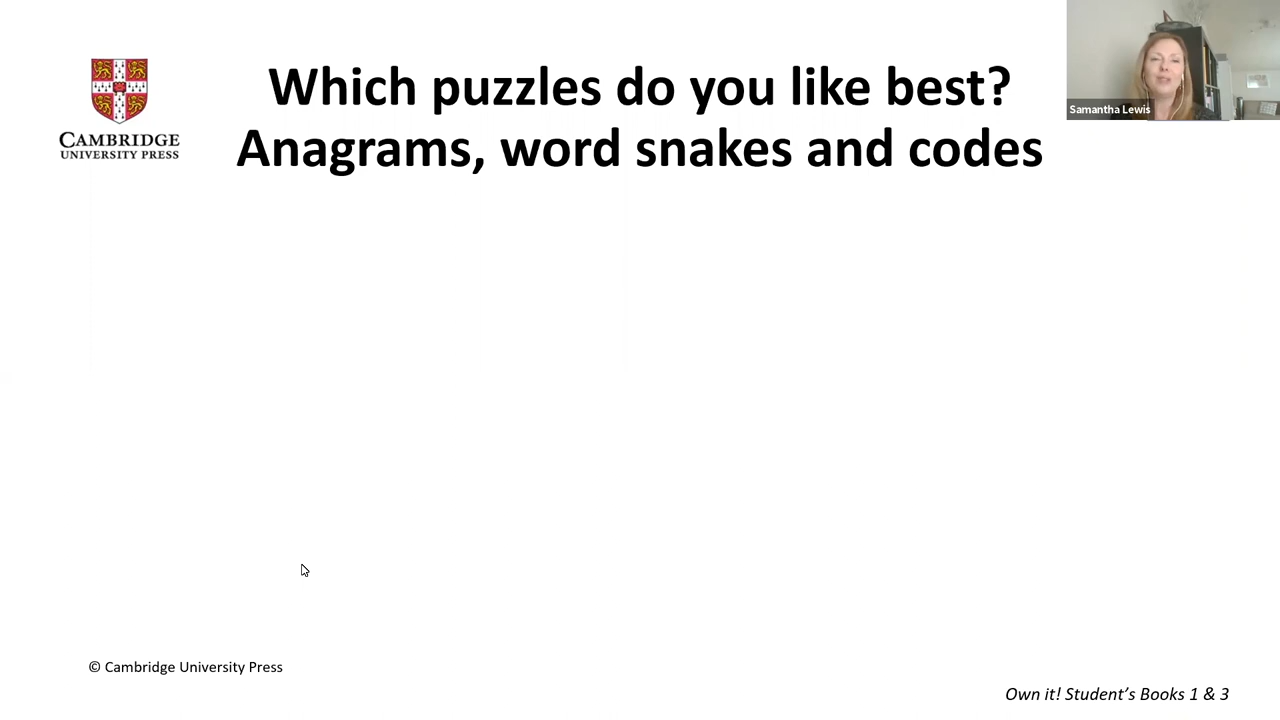 Which puzzles do you like best?
Anagrams, word snakes and codes
CAMBRIDGE
UNIVERSITY PRESS
Samantha Lewis
© Cambridge University Press
Own it! Student's Books 1 & 3